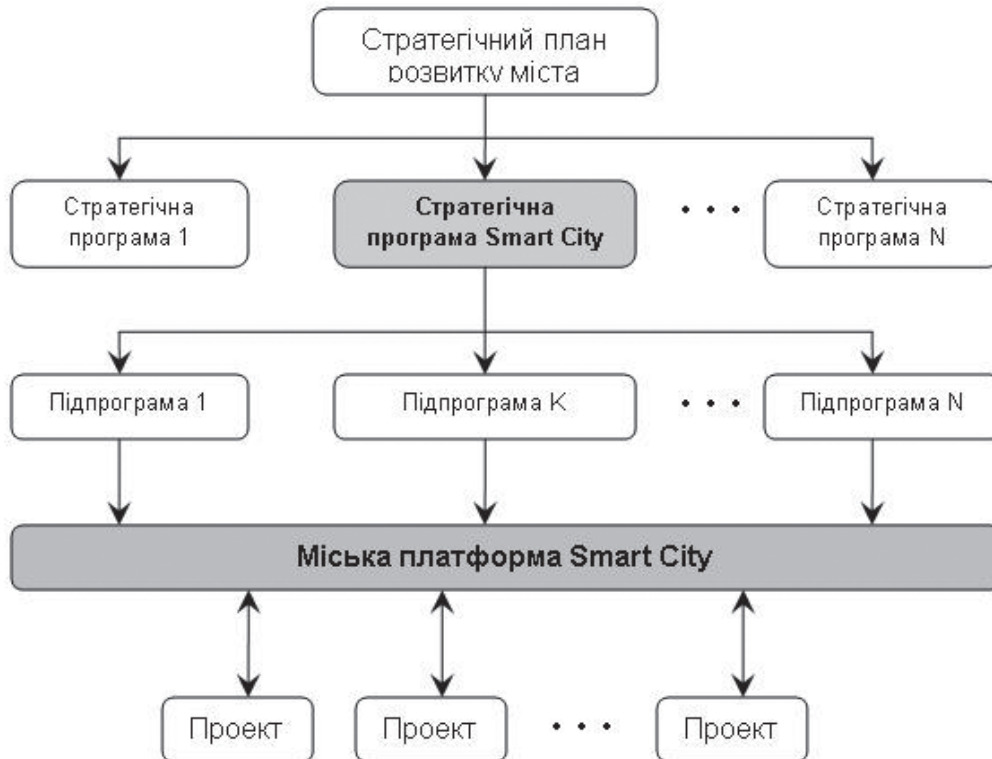 Стратегічний план
розвитку міста
Стратегічна
програма 1
Стратегічна
програма Smart City
• • •
Стратегічна
програма N
Підпрограма 1
Підпрограма K
• • •
Підпрограма N
Міська платформа Smart City
Проект
Проект
• • •
Проект